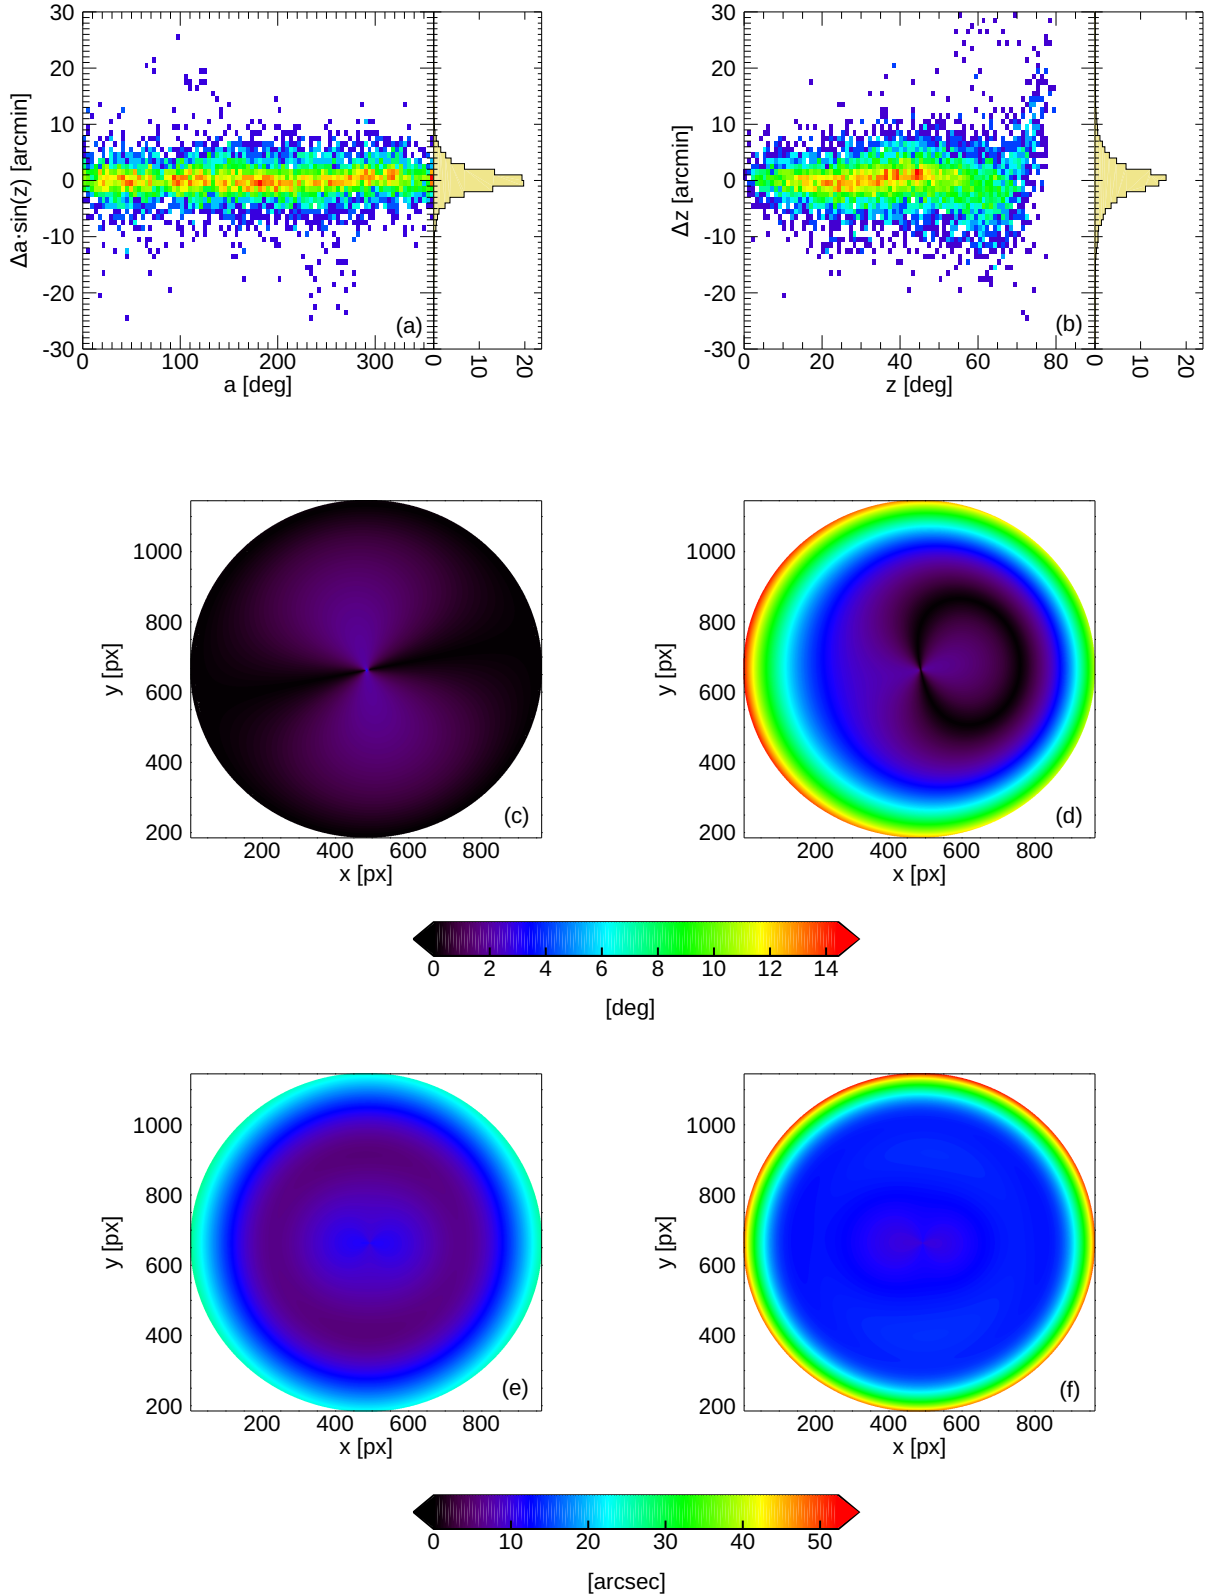 30
20
10
0
-10
-20
-30
Δa·sin(z) [arcmin]
(a)
0 100 200 300
0 10 20
a [deg]
30
20
10
0
-10
-20
-30
Δz [arcmin]
(b)
0 20 40 60 80
0 10 20
z [deg]
1000
800
600
400
200
y [px]
(c)
200 400 600 800
x [px]
1000
800
600
400
200
y [px]
(d)
200 400 600 800
x [px]
0 2 4 6 8 10 12 14
[deg]
1000
800
600
400
200
y [px]
(e)
200 400 600 800
x [px]
1000
800
600
400
200
y [px]
(f)
200 400 600 800
x [px]
0 10 20 30 40 50
[arcsec]